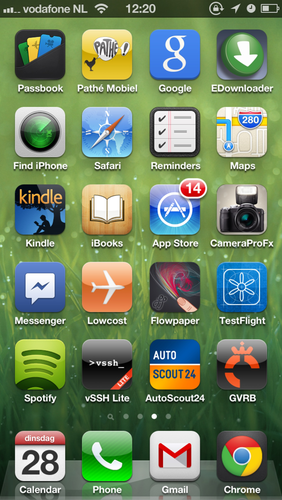 vodafone NL 12:20
PATHÉ! g 280
Passbook Pathé Mobiel Google EDownloader
Find iPhone Safari Reminders Maps
kindle 14
Kindle iBooks App Store CameraProFx
Messenger Lowcost Flowpaper TestFlight
>vssh_ LITE AUTO SCOUT24
Spotify vSSH Lite AutoScout24 GVRB
dinsdag
28
Calendar Phone Gmail Chrome